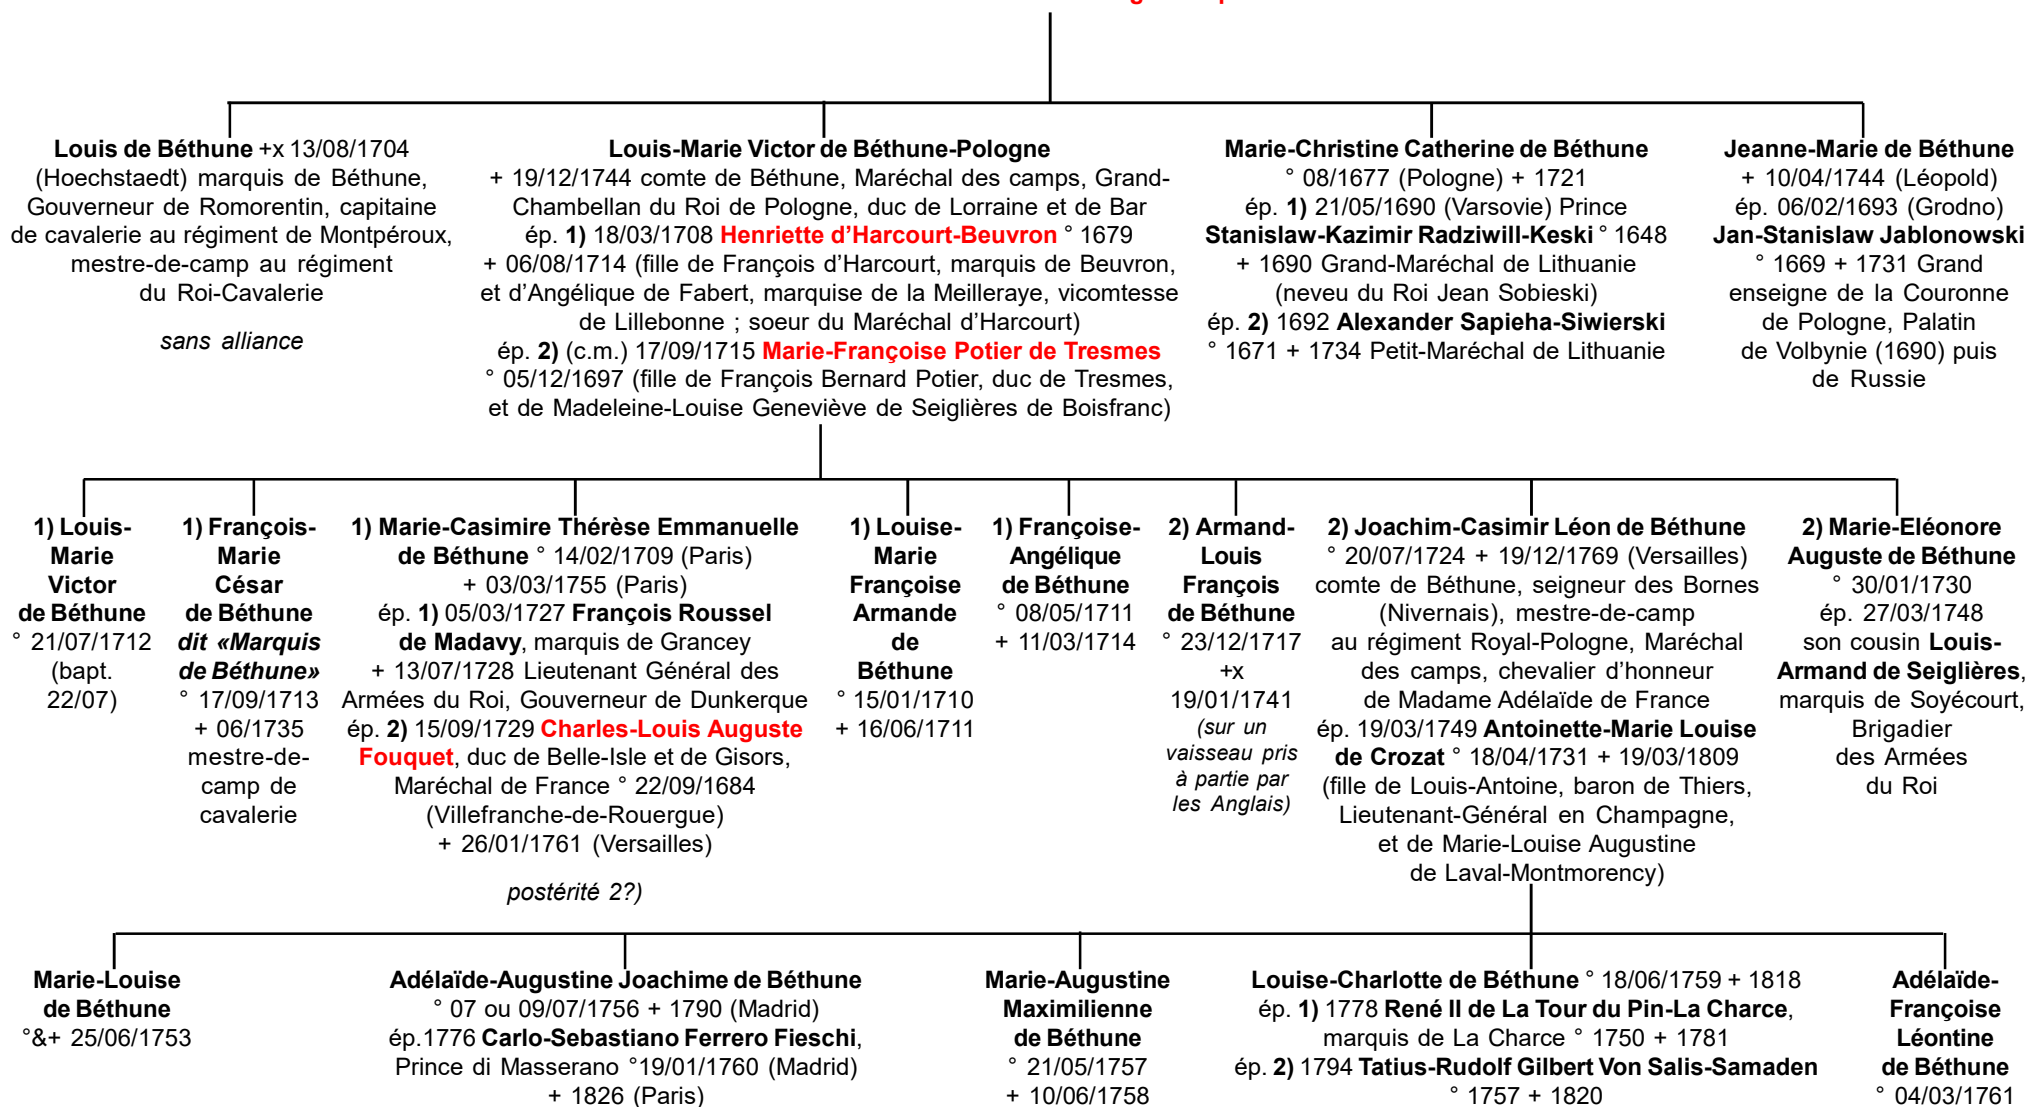 Louis de Béthune +x 13/08/1704
(Hoechstaedt) marquis de Béthune,
Gouverneur de Romorentin, capitaine
de cavalerie au régiment de Montpéroux,
mestre-de-camp au régiment
du Roi-Cavalerie
sans alliance
Louis-Marie Victor de Béthune-Pologne
+ 19/12/1744 comte de Béthune, Maréchal des camps, Grand-
Chambellan du Roi de Pologne, duc de Lorraine et de Bar
ép. 1) 18/03/1708 Henriette d’Harcourt-Beuvron ° 1679
+ 06/08/1714 (fille de François d’Harcourt, marquis de Beuvron,
et d’Angélique de Fabert, marquise de la Meilleraye, vicomtesse
de Lillebonne ; soeur du Maréchal d’Harcourt)
ép. 2) (c.m.) 17/09/1715 Marie-Françoise Potier de Tresmes
° 05/12/1697 (fille de François Bernard Potier, duc de Tresmes,
et de Madeleine-Louise Geneviève de Seiglières de Boisfranc)
Marie-Christine Catherine de Béthune
° 08/1677 (Pologne) + 1721
ép. 1) 21/05/1690 (Varsovie) Prince
Stanislaw-Kazimir Radziwill-Keski ° 1648
+ 1690 Grand-Maréchal de Lithuanie
(neveu du Roi Jean Sobieski)
ép. 2) 1692 Alexander Sapieha-Siwierski
° 1671 + 1734 Petit-Maréchal de Lithuanie
Jeanne-Marie de Béthune
+ 10/04/1744 (Léopold)
ép. 06/02/1693 (Grodno)
Jan-Stanislaw Jablonowski
° 1669 + 1731 Grand
enseigne de la Couronne
de Pologne, Palatin
de Volbynie (1690) puis
de Russie
1) Louis-
Marie
Victor
de Béthune
° 21/07/1712
(bapt.
22/07)
1) François-
Marie
César
de Béthune
dit «Marquis
de Béthune»
° 17/09/1713
+ 06/1735
mestre-de-
camp de
cavalerie
1) Marie-Casimire Thérèse Emmanuelle
de Béthune ° 14/02/1709 (Paris)
+ 03/03/1755 (Paris)
ép. 1) 05/03/1727 François Roussel
de Madavy, marquis de Grancey
+ 13/07/1728 Lieutenant Général des
Armées du Roi, Gouverneur de Dunkerque
ép. 2) 15/09/1729 Charles-Louis Auguste
Fouquet, duc de Belle-Isle et de Gisors,
Maréchal de France ° 22/09/1684
(Villefranche-de-Rouergue)
+ 26/01/1761 (Versailles)
postérité 2?)
1) Louise-
Marie
Françoise
Armande
de
Béthune
° 15/01/1710
+ 16/06/1711
1) Françoise-
Angélique
de Béthune
° 08/05/1711
+ 11/03/1714
2) Armand-
Louis
François
de Béthune
° 23/12/1717
+x
19/01/1741
(sur un
vaisseau pris
à partie par
les Anglais)
2) Joachim-Casimir Léon de Béthune
° 20/07/1724 + 19/12/1769 (Versailles)
comte de Béthune, seigneur des Bornes
(Nivernais), mestre-de-camp
au régiment Royal-Pologne, Maréchal
des camps, chevalier d’honneur
de Madame Adélaïde de France
ép. 19/03/1749 Antoinette-Marie Louise
de Crozat ° 18/04/1731 + 19/03/1809
(fille de Louis-Antoine, baron de Thiers,
Lieutenant-Général en Champagne,
et de Marie-Louise Augustine
de Laval-Montmorency)
2) Marie-Eléonore
Auguste de Béthune
° 30/01/1730
ép. 27/03/1748
son cousin Louis-
Armand de Seiglières,
marquis de Soyécourt,
Brigadier
des Armées
du Roi
Marie-Louise
de Béthune
°&+ 25/06/1753
Adélaïde-Augustine Joachime de Béthune
° 07 ou 09/07/1756 + 1790 (Madrid)
ép.1776 Carlo-Sebastiano Ferrero Fieschi,
Prince di Masserano °19/01/1760 (Madrid)
+ 1826 (Paris)
Marie-Augustine
Maximilienne
de Béthune
° 21/05/1757
+ 10/06/1758
Louise-Charlotte de Béthune ° 18/06/1759 + 1818
ép. 1) 1778 René II de La Tour du Pin-La Charce,
marquis de La Charce ° 1750 + 1781
ép. 2) 1794 Tatius-Rudolf Gilbert Von Salis-Samaden
° 1757 + 1820
Adélaïde-
Françoise
Léontine
de Béthune
° 04/03/1761